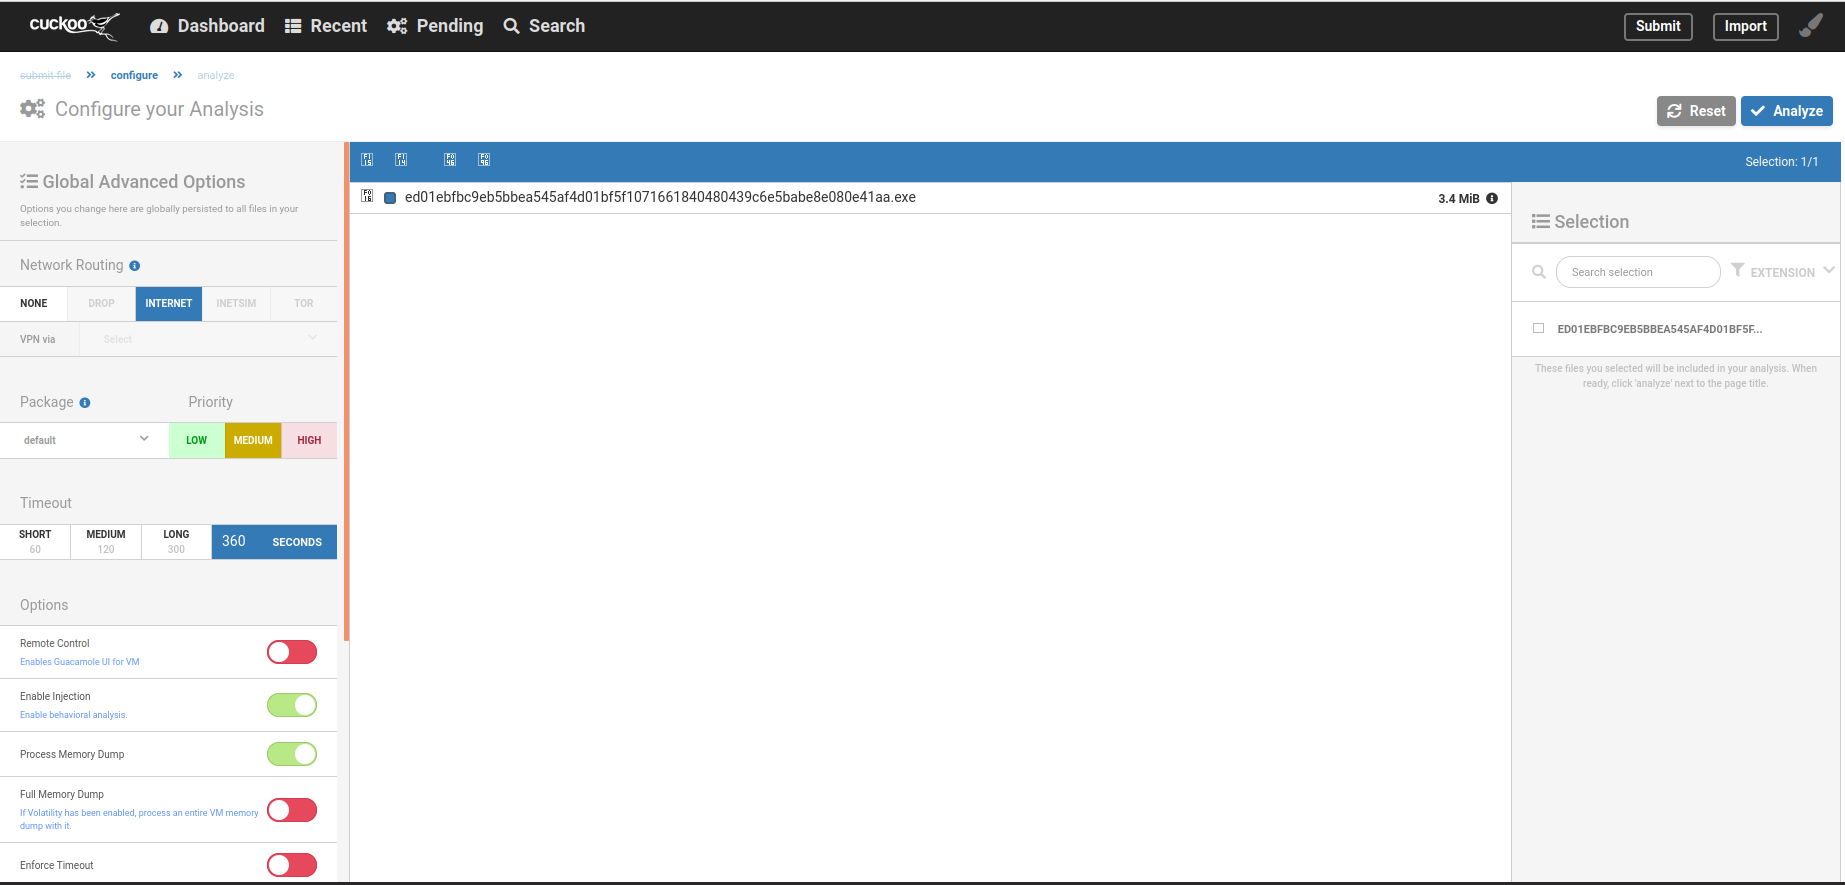 cuckoo Dashboard Recent Pending Search Submit Import
submit file » configure » analyze
Configure your Analysis
Reset Analyze
Global Advanced Options
Options you change here are globally persisted to all files in your
selection.
Network Routing
NONE DROP INTERNET INETSIM TOR
VPN via Select
Package Priority
default LOW MEDIUM HIGH
Timeout
SHORT MEDIUM LONG 360 SECONDS
60 120 300
Options
Remote Control
Enables Guacamole UI for VM
Enable Injection
Enable behavioral analysis.
Process Memory Dump
Full Memory Dump
If Volatility has been enabled, process an entire VM memory
dump with it.
Enforce Timeout
Selection: 1/1
ed01ebfbc9eb5bbea545af4d01bf5f1071661840480439c6e5babe8e080e41aa.exe 3.4 MiB
Selection
Search selection EXTENSION
ED01EBFBC9EB5BBEA545AF4D01BF5F...
These files you selected will be included in your analysis. When
ready, click 'analyze' next to the page title.